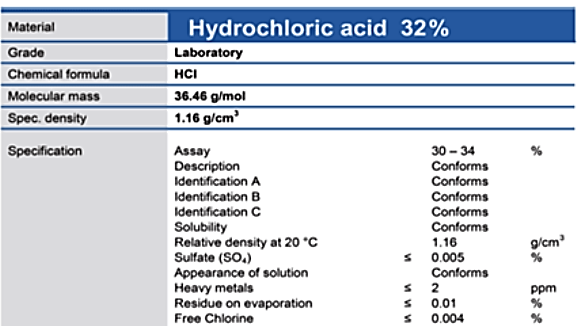 Material Hydrochloric acid 32%
Grade Laboratory
Chemical formula HCl
Molecular mass 36.46 g/mol
Spec. density 1.16 g/cm³
Specification Assay 30 – 34 %
Description Conforms
Identification A Conforms
Identification B Conforms
Identification C Conforms
Solubility Conforms
Relative density at 20 °C 1.16 g/cm³
Sulfate (SO₄) ≤ 0.005 %
Appearance of solution Conforms
Heavy metals ≤ 2 ppm
Residue on evaporation ≤ 0.01 %
Free Chlorine ≤ 0.004 %